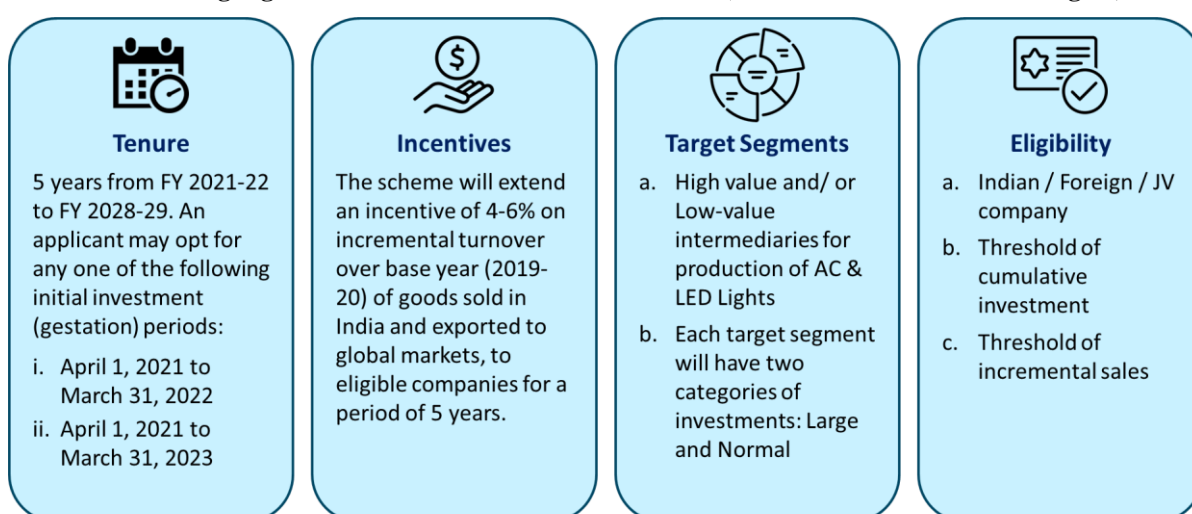 Tenure
5 years from FY 2021-22
to FY 2028-29. An
applicant may opt for
any one of the following
initial investment
(gestation) periods:
i. April 1, 2021 to
March 31, 2022
ii. April 1, 2021 to
March 31, 2023
$
Incentives
The scheme will extend
an incentive of 4-6% on
incremental turnover
over base year (2019-
20) of goods sold in
India and exported to
global markets, to
eligible companies for a
period of 5 years.
Target Segments
a. High value and/ or
Low-value
intermediaries for
production of AC &
LED Lights
b. Each target segment
will have two
categories of
investments: Large
and Normal
Eligibility
a. Indian / Foreign / JV
company
b. Threshold of
cumulative
investment
c. Threshold of
incremental sales